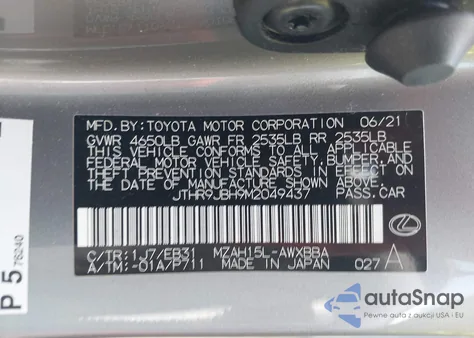 MFD. BY: TOYOTA MOTOR CORPORATION 06/21
GVWR 4650LB GAWR FR 2535LB RR 2535LB
THIS VEHICLE CONFORMS TO ALL APPLICABLE
FEDERAL MOTOR VEHICLE SAFETY, BUMPER, AND
THEFT PREVENTION STANDARDS IN EFFECT ON
THE DATE OF MANUFACTURE SHOWN ABOVE.
JTHR9JBH9M2049437 PASS.CAR
C/TR: 1J7/EB31 MZAH15L-AWXBBA
A/TM:-01A/P711 MADE IN JAPAN 027 A
P 5 76240
autoSnap
Pewne auta z USA i EU